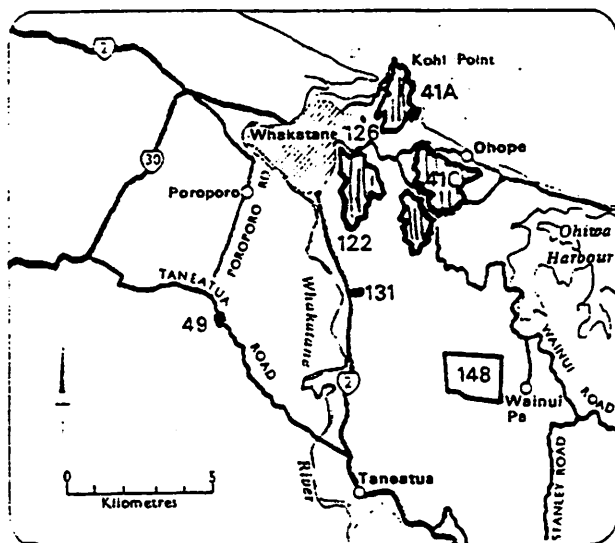 2
Kohi Point
41A
Whakatane
126
Ohope
30
41C
Poroporo
POROPORO RD
122
Ohiwa
Harbour
TANEATUA
ROAD
49
Whakatane
River
131
2
148
WAINUI
ROAD
Wainui
Pa
0 5
Kilometres
Taneatua
STANLEY ROAD